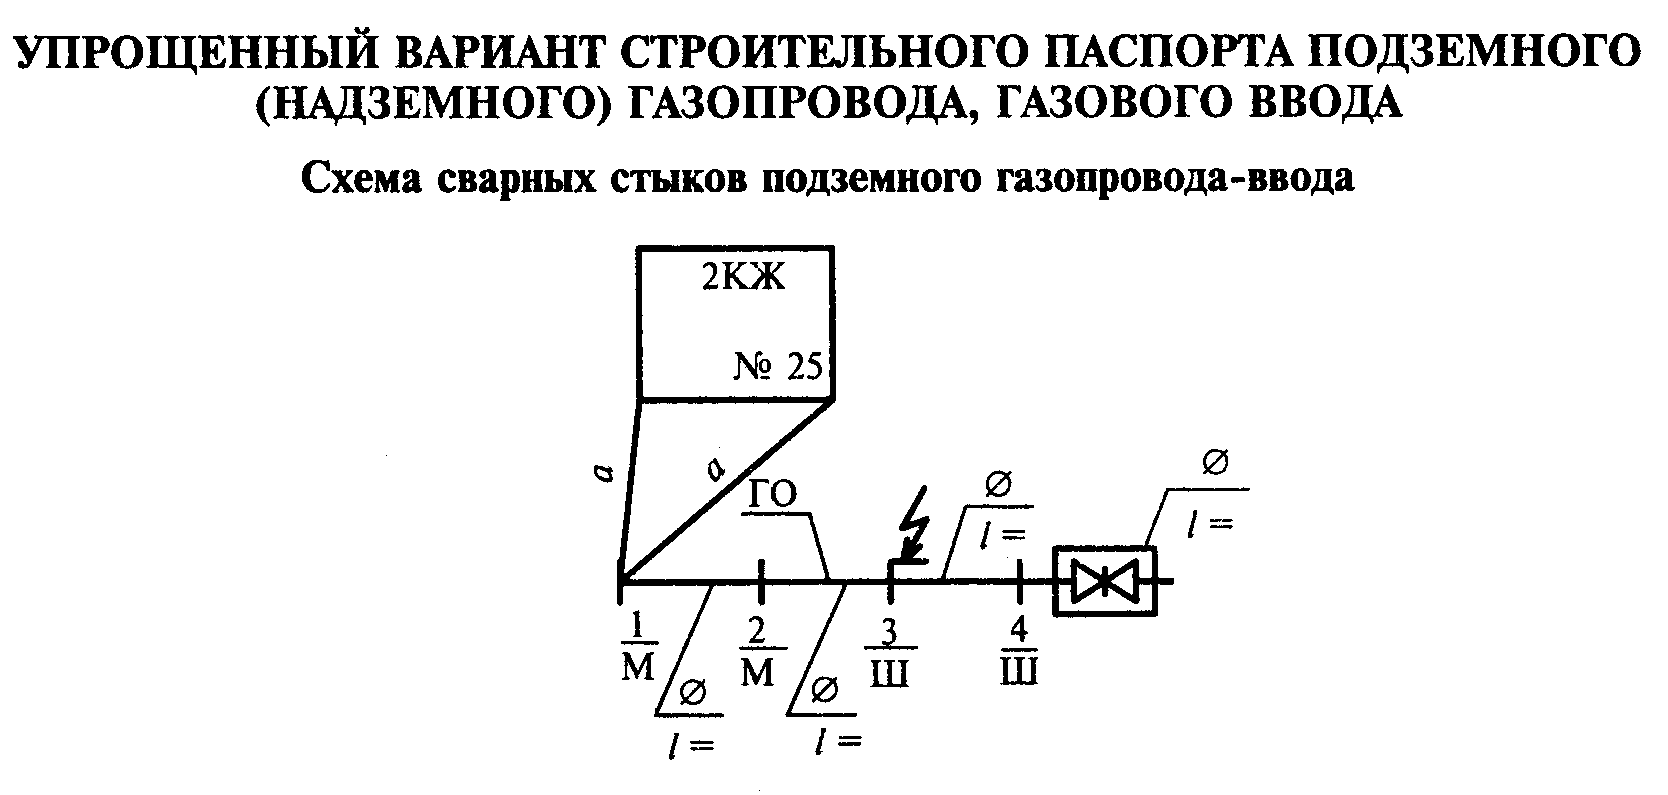 УПРОЩЕННЫЙ ВАРИАНТ СТРОИТЕЛЬНОГО ПАСПОРТА ПОДЗЕМНОГО
(НАДЗЕМНОГО) ГАЗОПРОВОДА, ГАЗОВОГО ВВОДА
Схема сварных стыков подземного газопровода-ввода
2КЖ
№ 25
а
а
ГО
∅
l =
∅
l =
1
М
2
М
3
Ш
4
Ш
∅
l =
∅
l =